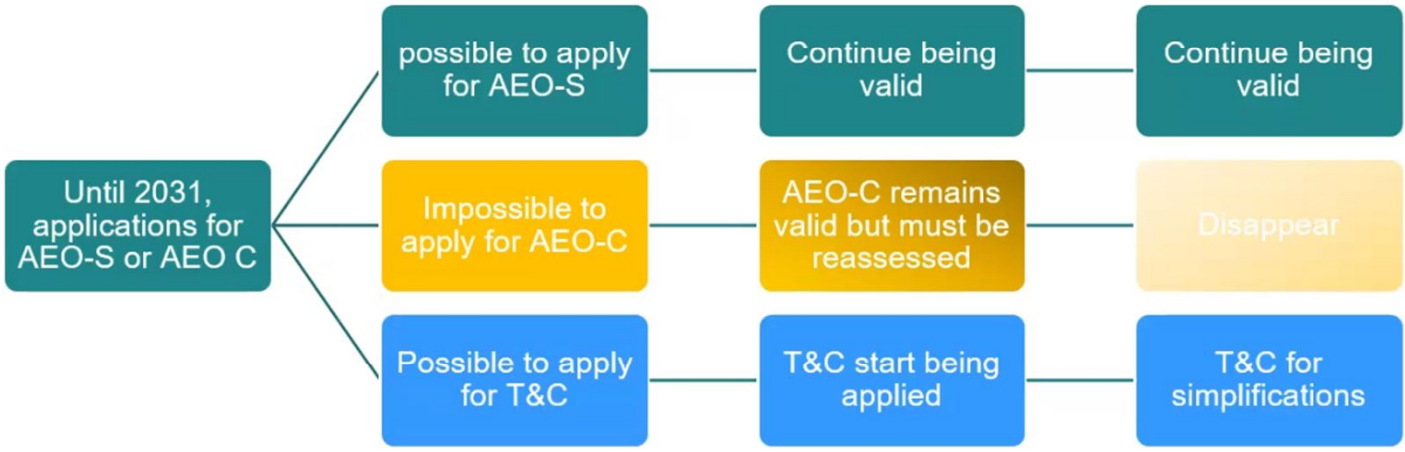 Until 2031,
applications for
AEO-S or AEO C
possible to apply
for AEO-S
Continue being
valid
Continue being
valid
Impossible to
apply for AEO-C
AEO-C remains
valid but must be
reassessed
Disappear
Possible to apply
for T&C
T&C start being
applied
T&C for
simplifications